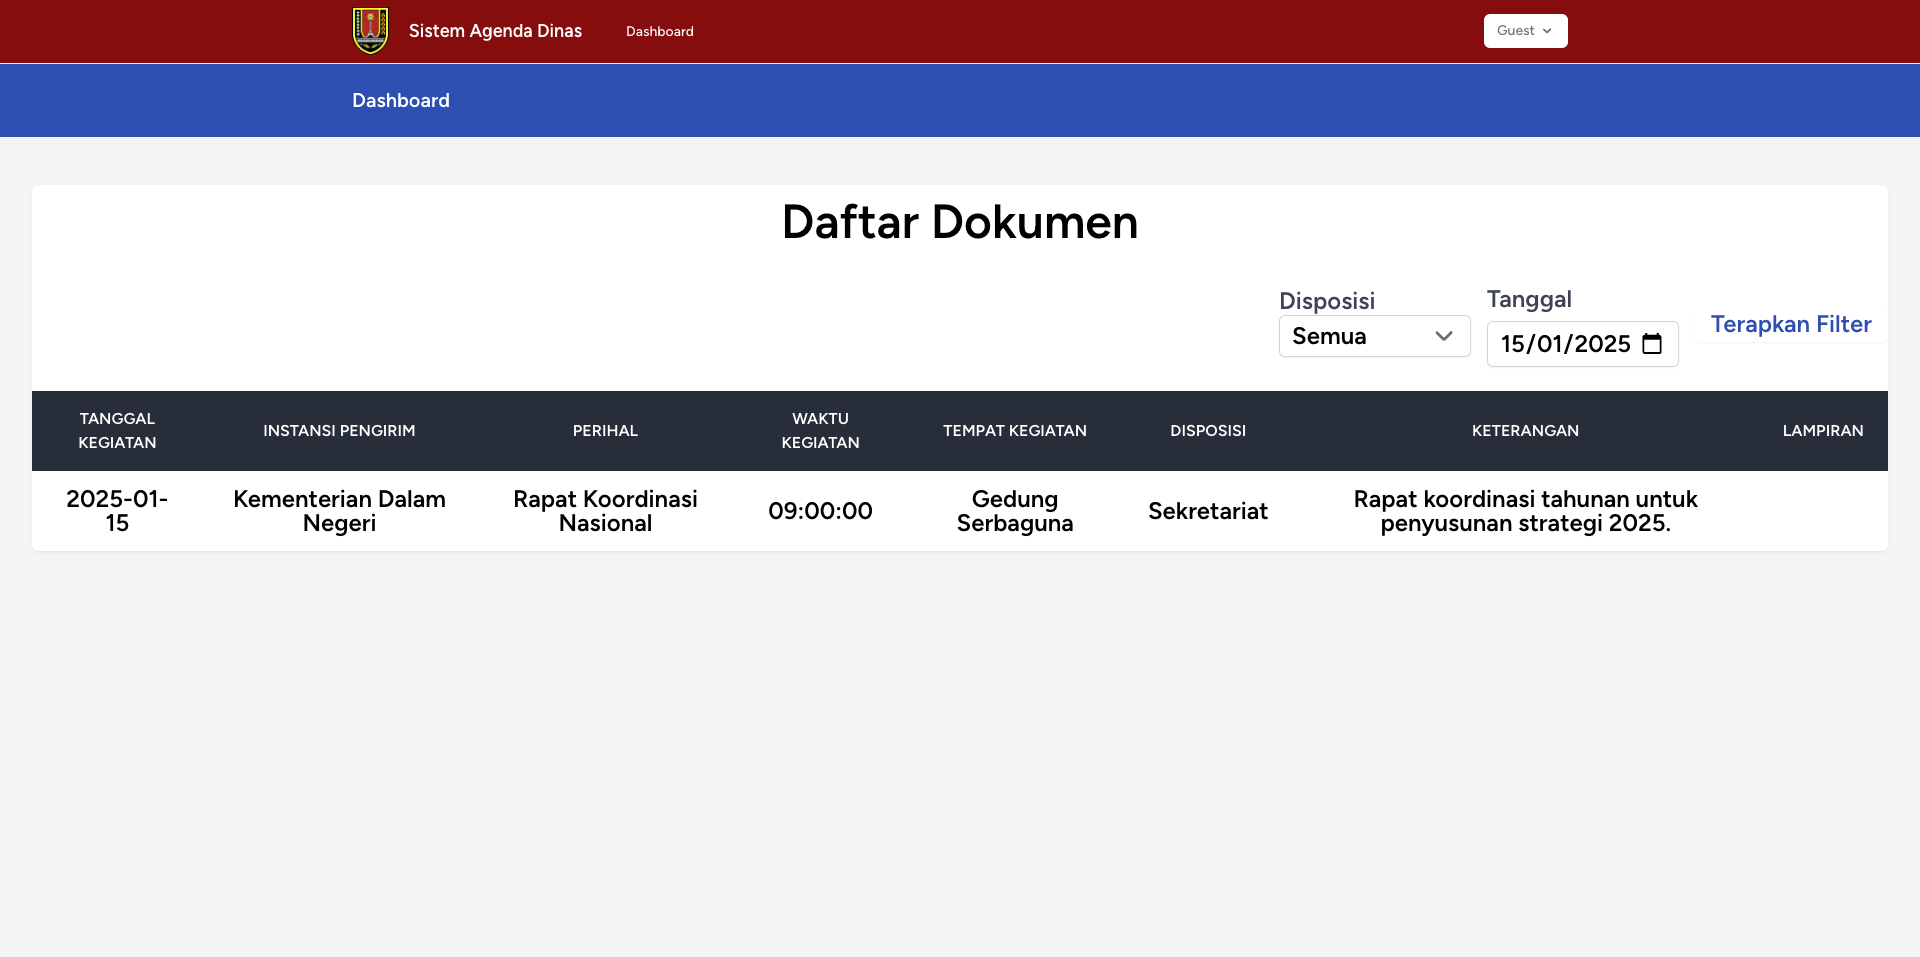 Sistem Agenda Dinas
Dashboard
Guest
Dashboard
Daftar Dokumen
Disposisi
Semua
Tanggal
15/01/2025
Terapkan Filter
TANGGAL
KEGIATAN
INSTANSI PENGIRIM
PERIHAL
WAKTU
KEGIATAN
TEMPAT KEGIATAN
DISPOSISI
KETERANGAN
LAMPIRAN
2025-01-
15
Kementerian Dalam
Negeri
Rapat Koordinasi
Nasional
09:00:00
Gedung
Serbaguna
Sekretariat
Rapat koordinasi tahunan untuk
penyusunan strategi 2025.